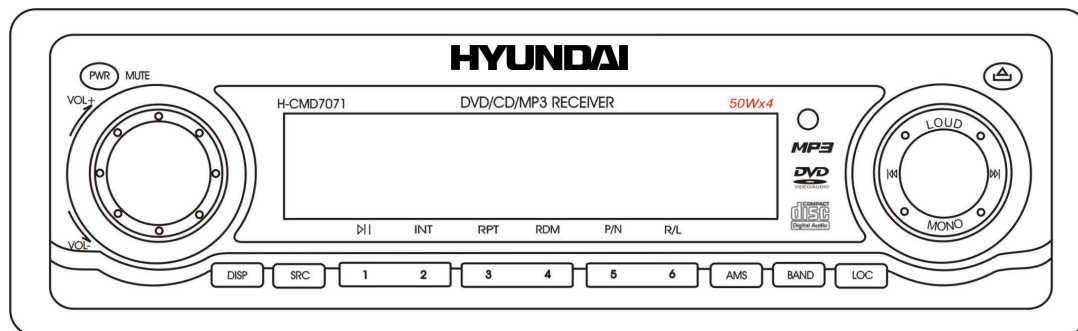 HYUNDAI
PWR MUTE
VOL+
H-CMD7071 DVD/CD/MP3 RECEIVER 50Wx4
LOUD
MP3
DVD
VIDEO/AUDIO
COMPACT
disc
Digital Audio
MONO
INT RPT RDM P/N R/L
VOL-
DISP SRC 1 2 3 4 5 6 AMS BAND LOC